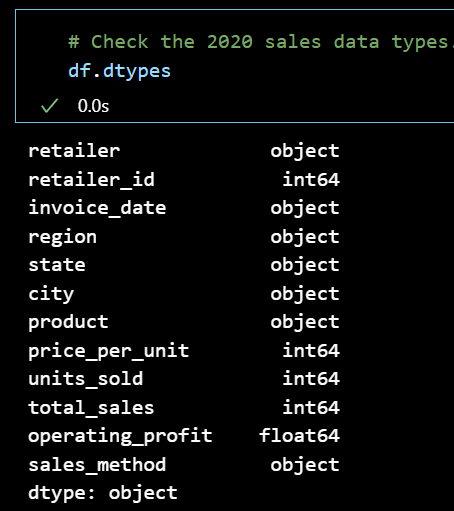 # Check the 2020 sales data types.
df.dtypes
✓ 0.0s
retailer object
retailer_id int64
invoice_date object
region object
state object
city object
product object
price_per_unit int64
units_sold int64
total_sales int64
operating_profit float64
sales_method object
dtype: object